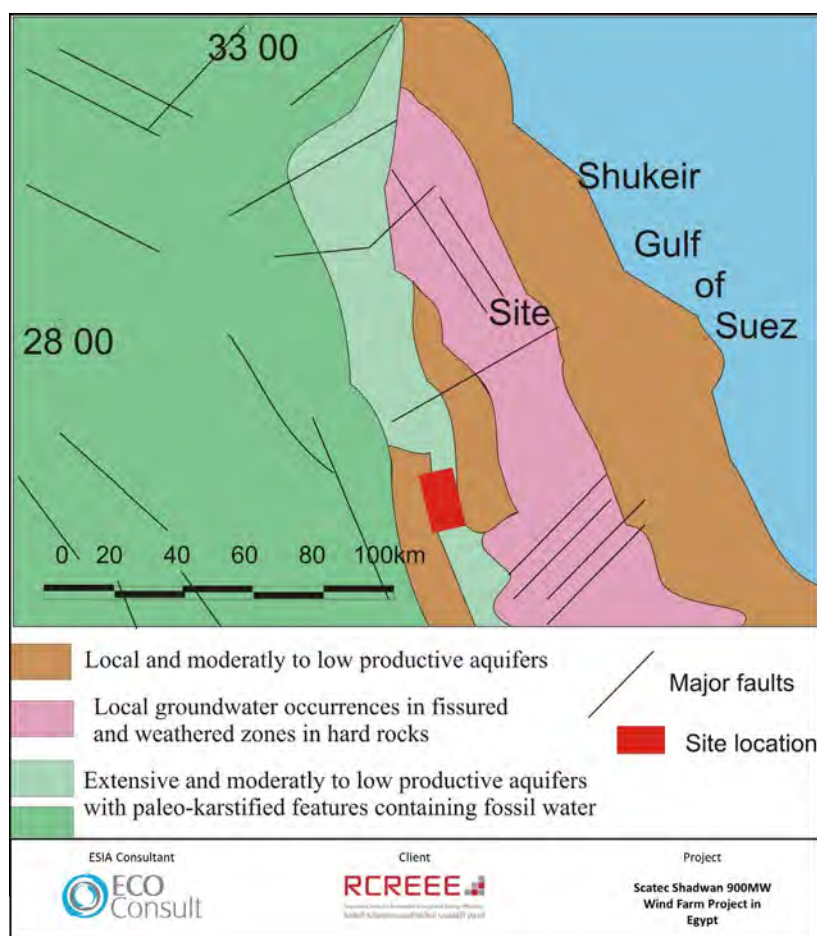 33 00
Shukeir
Gulf
of
Suez
Site
28 00
0 20 40 60 80 100km
Local and moderatly to low productive aquifers
Local groundwater occurrences in fissured
and weathered zones in hard rocks
Extensive and moderatly to low productive aquifers
with paleo-karstified features containing fossil water
Major faults
Site location
ESIA Consultant
ECO
Consult
Client
RCREEE
Project
Scatec Shadwan 900MW
Wind Farm Project in
Egypt